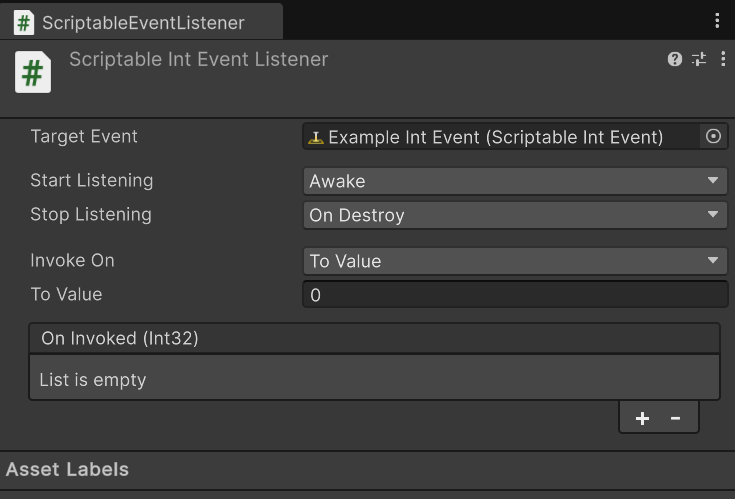 ScriptableEventListener
Scriptable Int Event Listener
Target Event Example Int Event (Scriptable Int Event)
Start Listening Awake
Stop Listening On Destroy
Invoke On To Value
To Value 0
On Invoked (Int32)
List is empty
+ -
Asset Labels